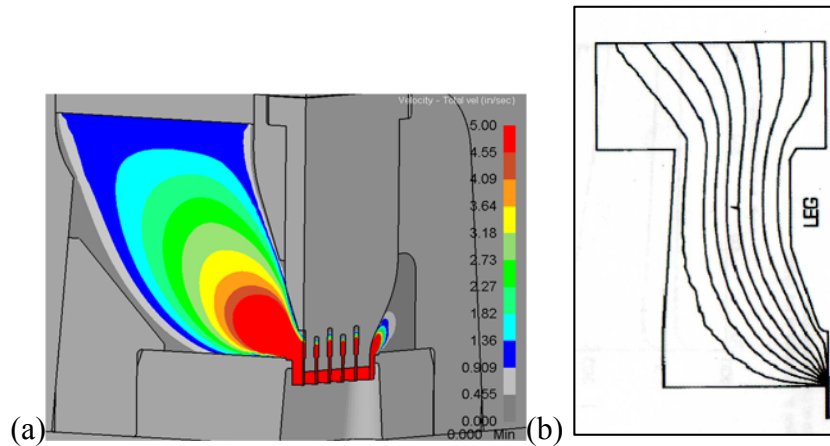 Velocity - Total vel (in/sec)
5.00
4.55
4.09
3.64
3.18
2.73
2.27
1.82
1.36
0.909
0.455
0.000
0.000 Min
LEG
(a)
(b)